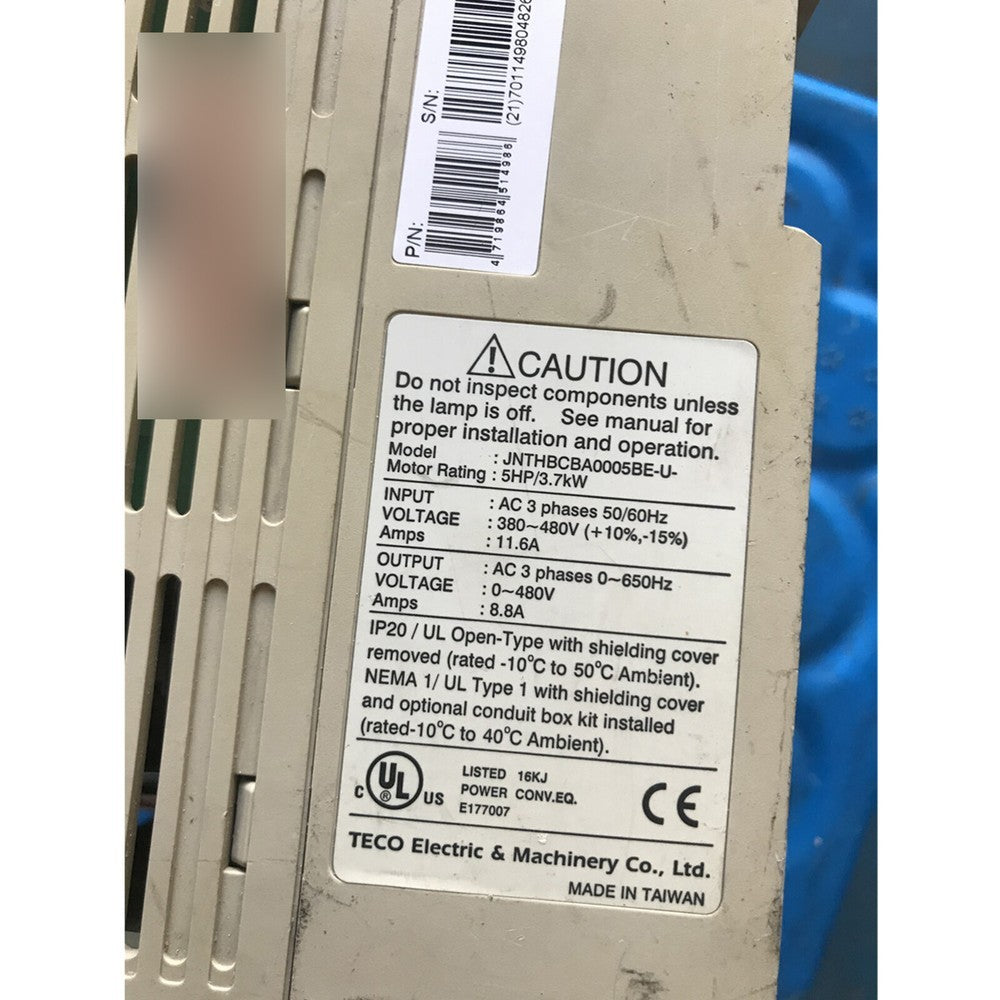 S/N:
(21)701149804826
P/N:
4 719864 514986
CAUTION
Do not inspect components unless
the lamp is off. See manual for
proper installation and operation.
Model : JNTHBCBA0005BE-U-
Motor Rating : 5HP/3.7kW
INPUT : AC 3 phases 50/60Hz
VOLTAGE : 380~480V (+10%,-15%)
Amps : 11.6A
OUTPUT : AC 3 phases 0~650Hz
VOLTAGE : 0~480V
Amps : 8.8A
IP20 / UL Open-Type with shielding cover
removed (rated -10°C to 50°C Ambient).
NEMA 1/ UL Type 1 with shielding cover
and optional conduit box kit installed
(rated-10°C to 40°C Ambient).
C UL ® US
LISTED 16KJ
POWER CONV.EQ.
E177007
CE
TECO Electric & Machinery Co., Ltd.
MADE IN TAIWAN